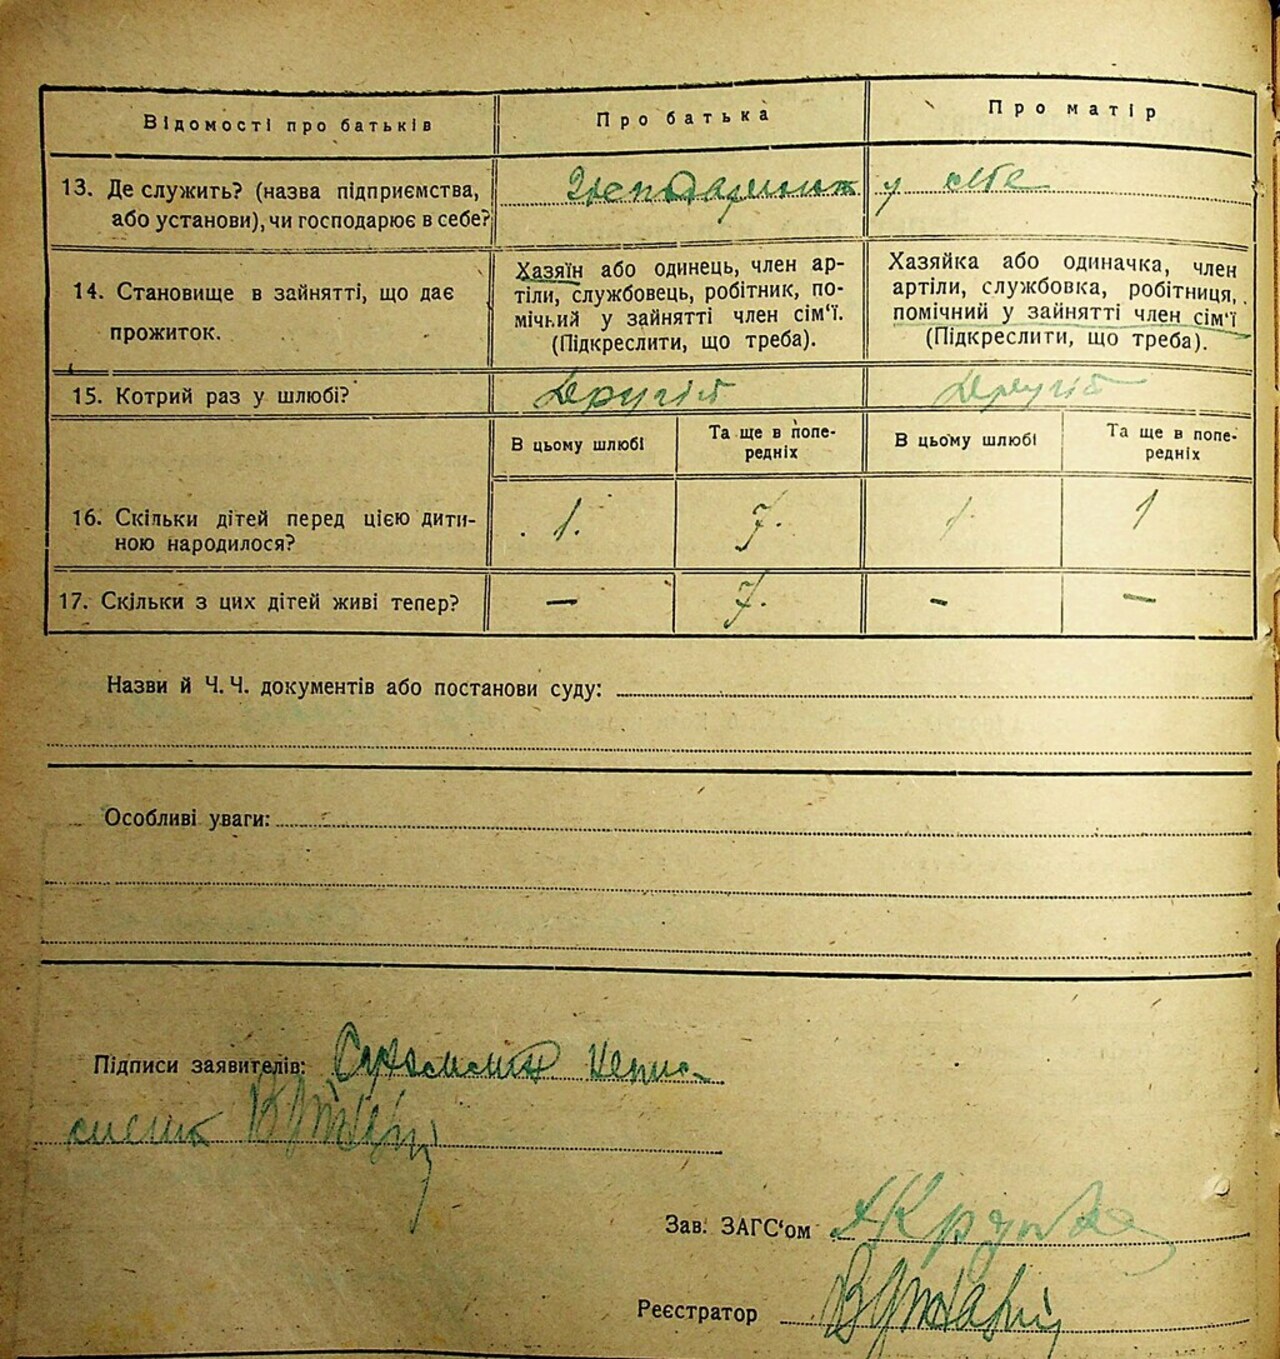 Відомості про батьків
Про батька
Про матір
13. Де служить? (назва підприємства,
або установи), чи господарює в себе?
у себе
14. Становище в зайнятті, що дає
прожиток.
Хазяїн або одинець, член ар-
тілі, службовець, робітник, по-
мічний у зайнятті член сім'ї.
(Підкреслити, що треба).
Хазяйка або одиначка, член
артілі, службовка, робітниця,
помічний у зайнятті член сім'ї
(Підкреслити, що треба).
15. Котрий раз у шлюбі?
Другій
Другій
В цьому шлюбі
Та ще в попе-
редніх
В цьому шлюбі
Та ще в попе-
редніх
16. Скільки дітей перед цією дити-
ною народилося?
1.
7.
1
1
17. Скільки з цих дітей живі тепер?
—
7.
—
—
Назви й Ч. Ч. документів або постанови суду:
Особливі уваги:
Підписи заявителів:
Зав. ЗАГС'ом
Реєстратор